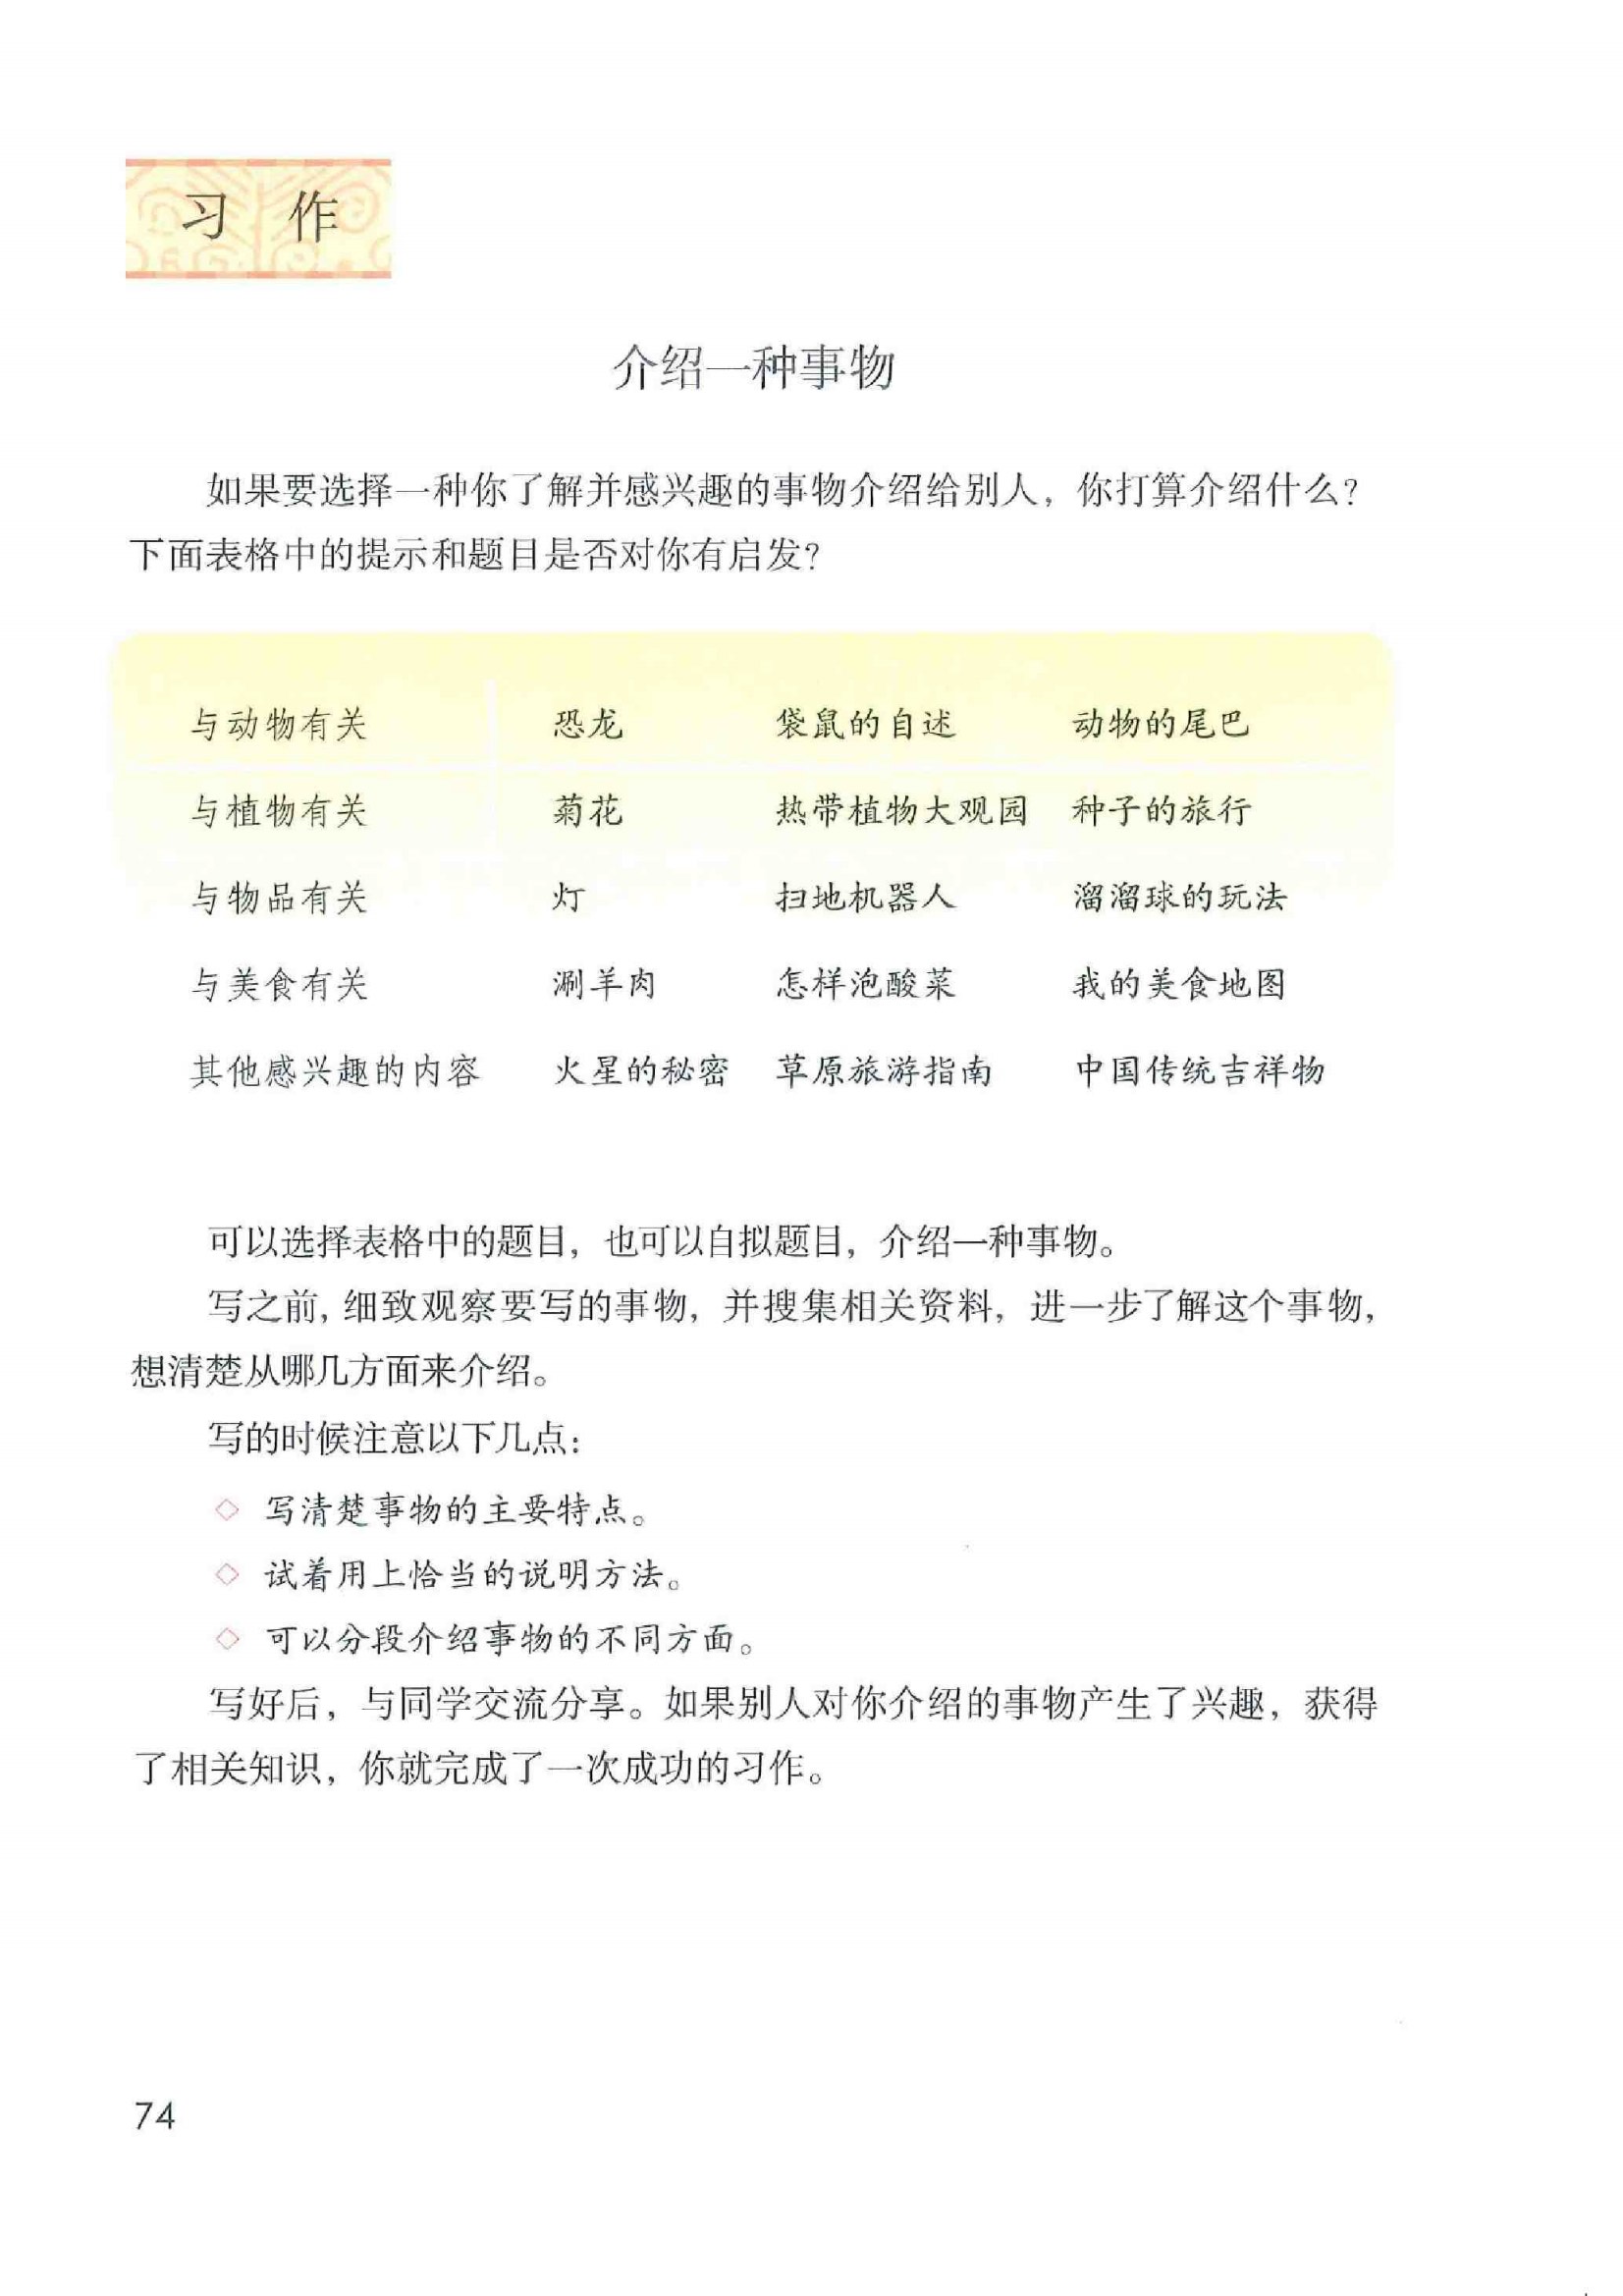 习 作
介绍一种事物
如果要选择一种你了解并感兴趣的事物介绍给别人，你打算介绍什么？
下面表格中的提示和题目是否对你有启发？
与动物有关 恐龙 袋鼠的自述 动物的尾巴
与植物有关 菊花 热带植物大观园 种子的旅行
与物品有关 灯 扫地机器人 溜溜球的玩法
与美食有关 涮羊肉 怎样泡酸菜 我的美食地图
其他感兴趣的内容 火星的秘密 草原旅游指南 中国传统吉祥物
可以选择表格中的题目，也可以自拟题目，介绍一种事物。
写之前，细致观察要写的事物，并搜集相关资料，进一步了解这个事物，
想清楚从哪几方面来介绍。
写的时候注意以下几点：
◇ 写清楚事物的主要特点。
◇ 试着用上恰当的说明方法。
◇ 可以分段介绍事物的不同方面。
写好后，与同学交流分享。如果别人对你介绍的事物产生了兴趣，获得
了相关知识，你就完成了一次成功的习作。
74